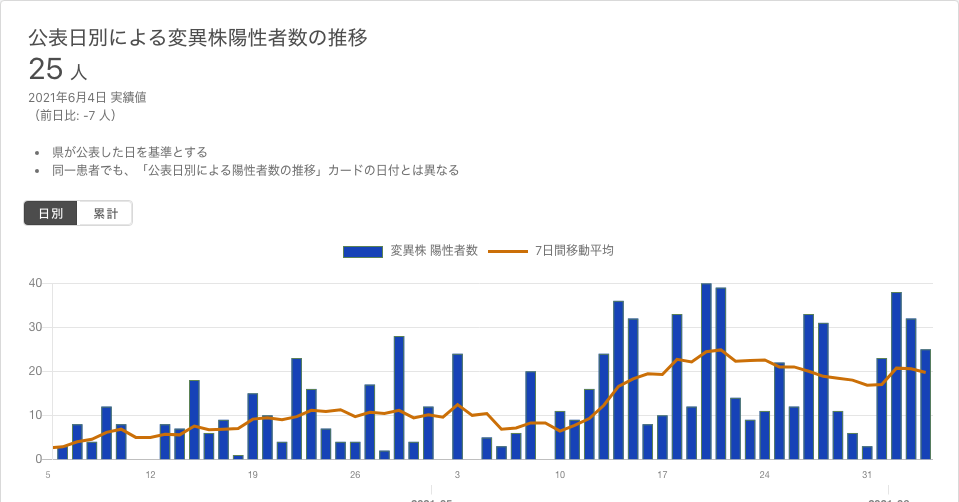 公表日別による変異株陽性者数の推移
25 人
2021年6月4日 実績値
（前日比: -7 人）
• 県が公表した日を基準とする
• 同一患者でも、「公表日別による陽性者数の推移」カードの日付とは異なる
日別 累計
変異株 陽性者数 7日間移動平均
40
30
20
10
0
5 12 19 26 3 10 17 24 31